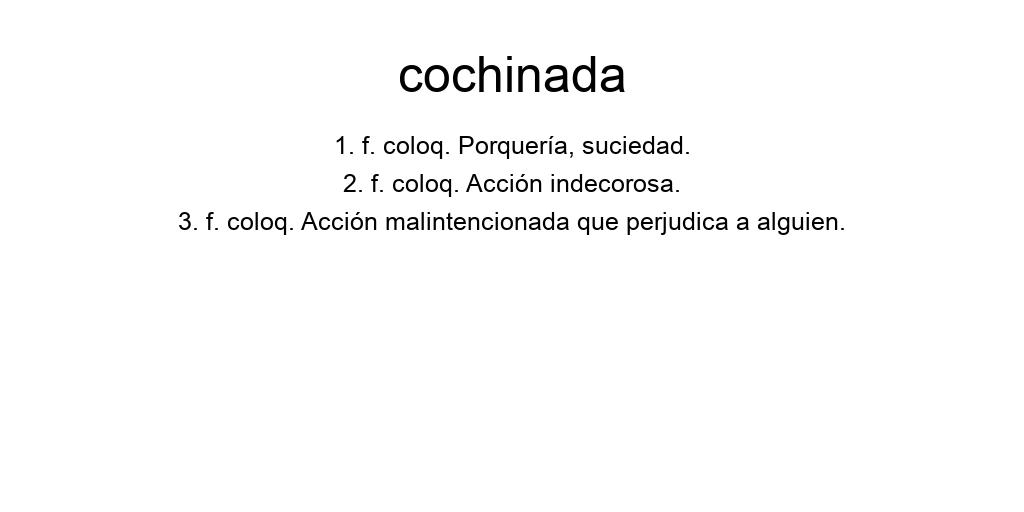 cochinada
1. f. coloq. Porquería, suciedad.
2. f. coloq. Acción indecorosa.
3. f. coloq. Acción malintencionada que perjudica a alguien.